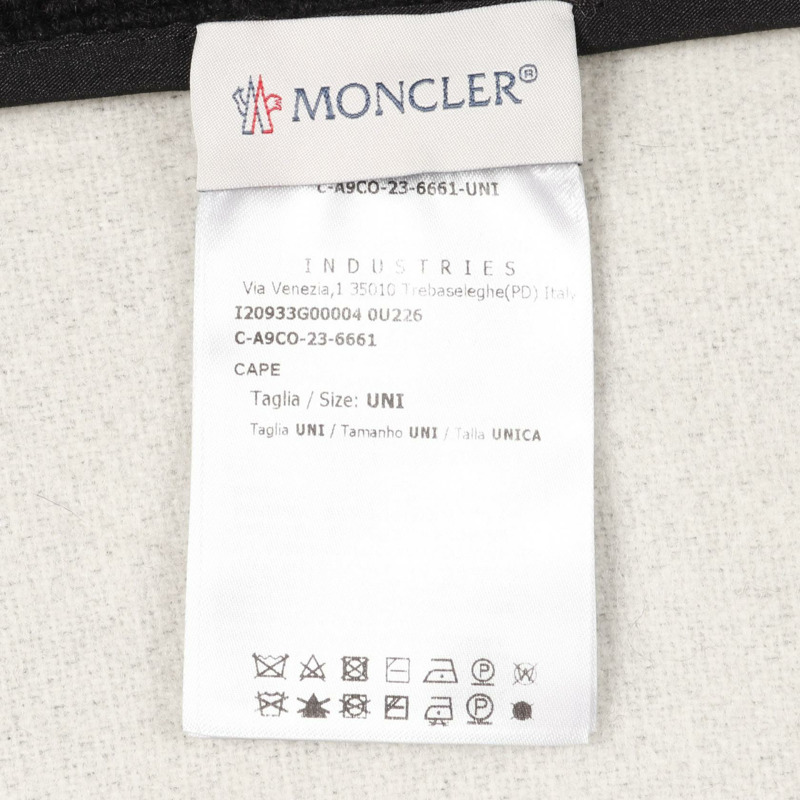 MONCLER®
C-A9CO-23-6661-UNI
INDUSTRIES
Via Venezia,1 35010 Trebaseleghe(PD) Italy
I20933G00004 0U226
C-A9CO-23-6661
CAPE
Taglia / Size: UNI
Taglia UNI / Tamanho UNI / Talla UNICA
P W
P